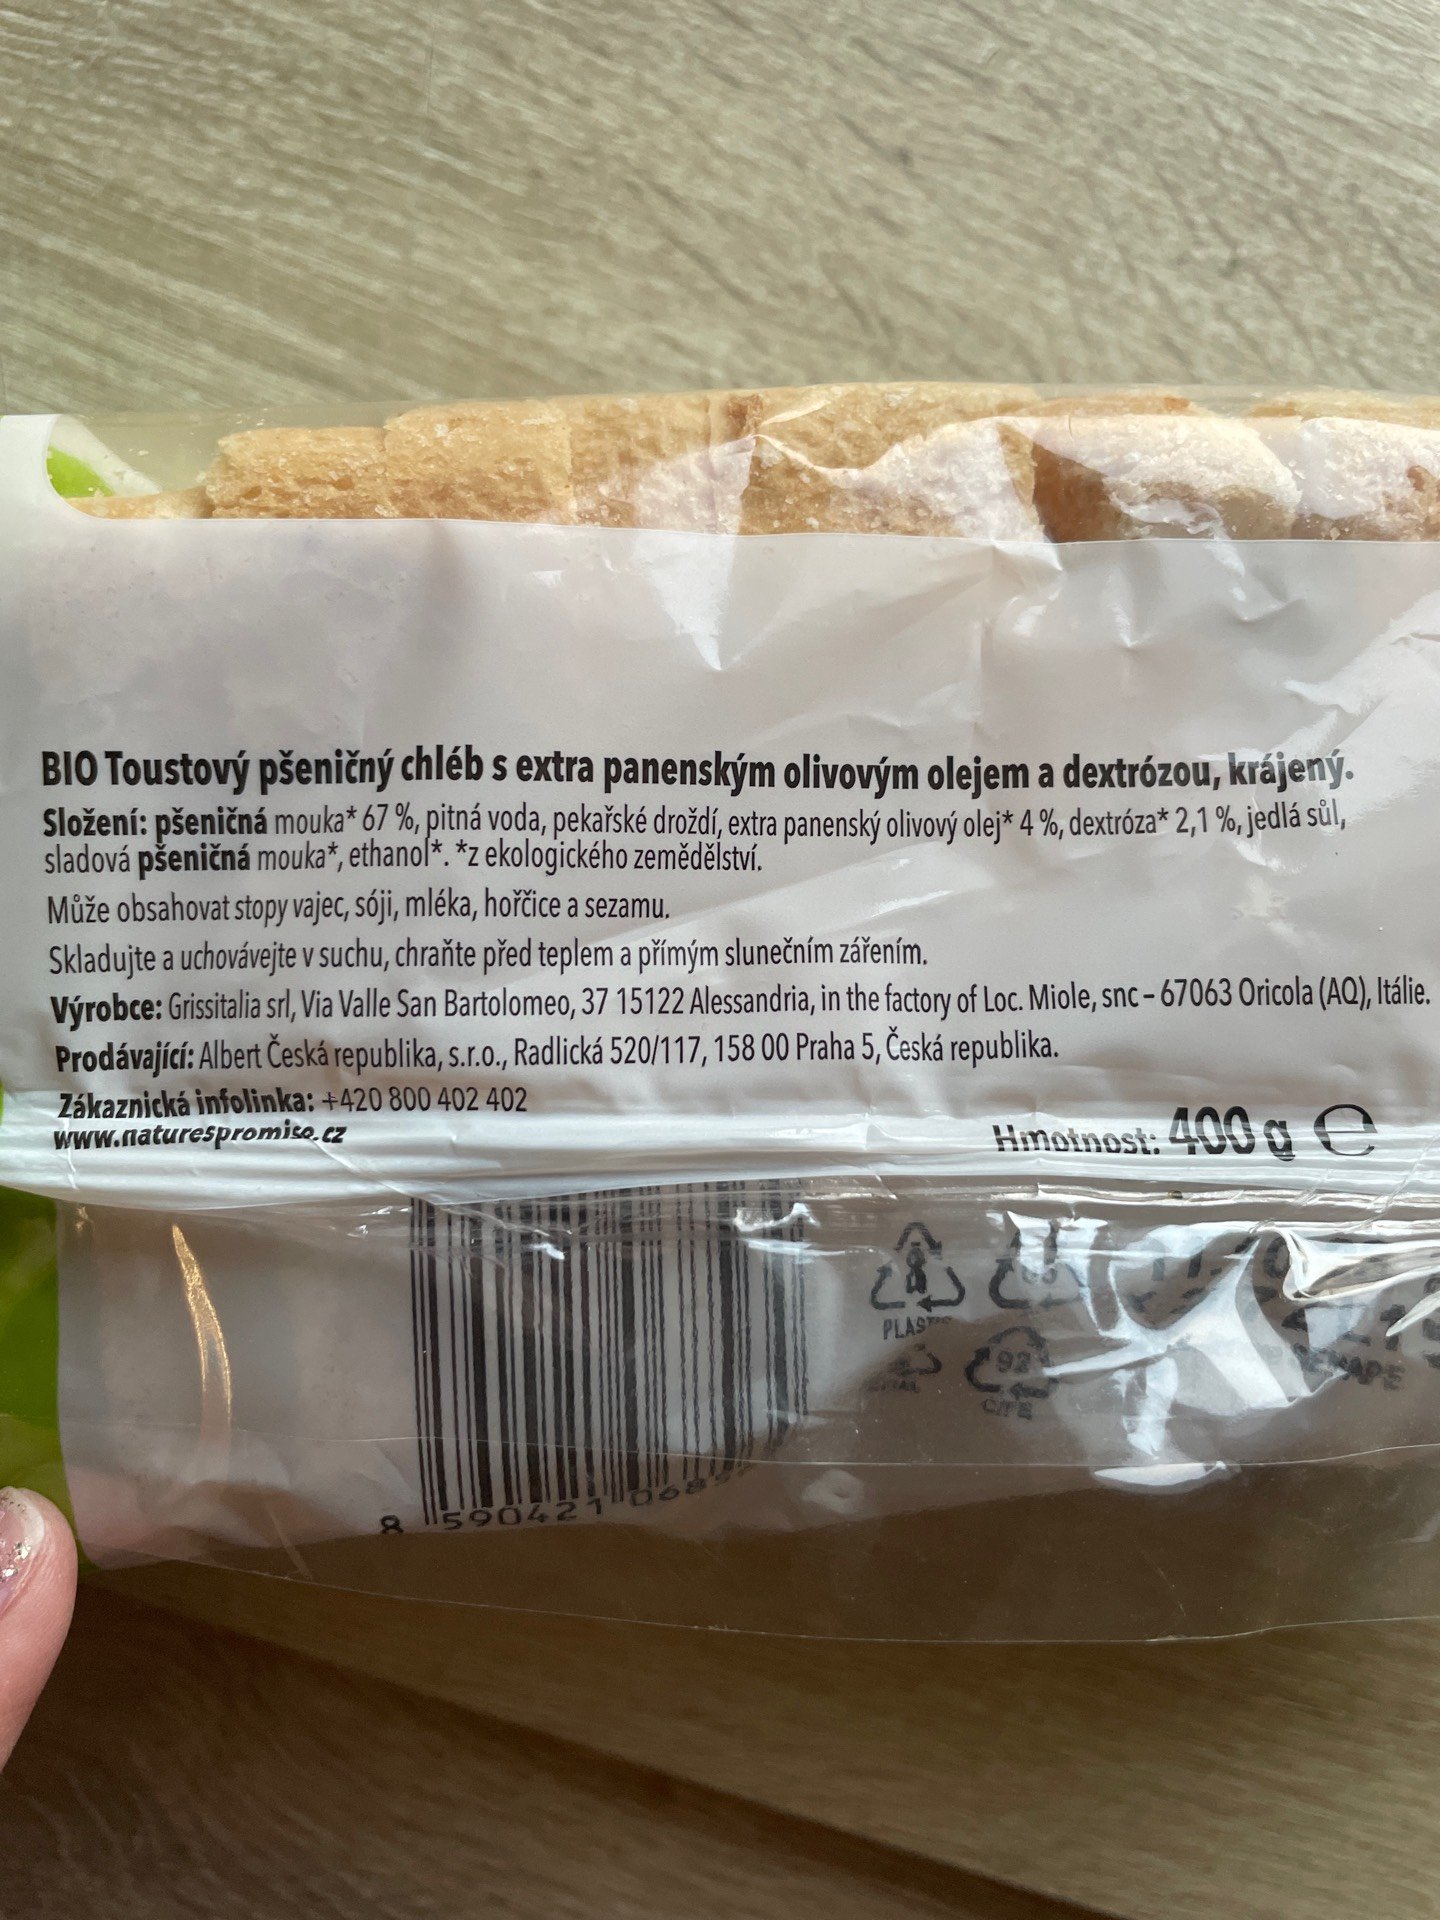 BIO Toustový pšeničný chléb s extra panenským olivovým olejem a dextrózou, krájený.
Složení: pšeničná mouka* 67 %, pitná voda, pekařské droždí, extra panenský olivový olej* 4 %, dextróza* 2,1 %, jedlá sůl,
sladová pšeničná mouka*, ethanol*. *z ekologického zemědělství.
Může obsahovat stopy vajec, sóji, mléka, hořčice a sezamu.
Skladujte a uchovávejte v suchu, chraňte před teplem a přímým slunečním zářením.
Výrobce: Grissitalia srl, Via Valle San Bartolomeo, 37 15122 Alessandria, in the factory of Loc. Miole, snc – 67063 Oricola (AQ), Itálie.
Prodávající: Albert Česká republika, s.r.o., Radlická 520/117, 158 00 Praha 5, Česká republika.
Zákaznická infolinka: +420 800 402 402
www.naturespromise.cz
Hmotnost: 400 g e
PLAST
92
8 590421